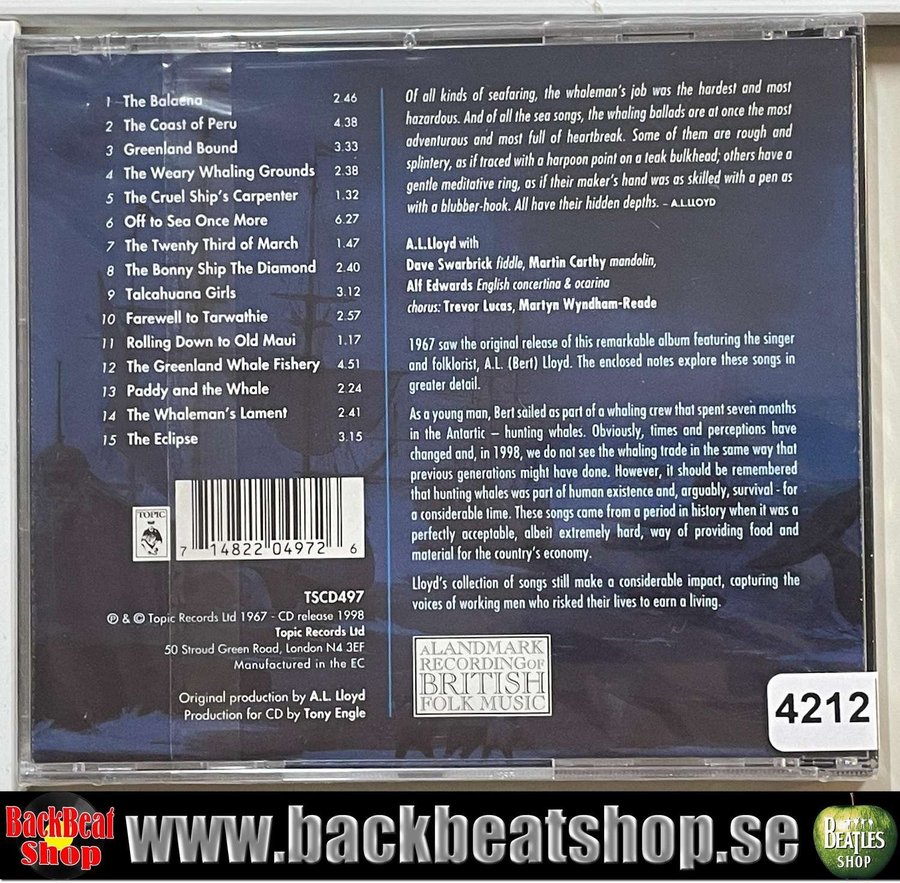 1 The Balaena 2.46
2 The Coast of Peru 4.38
3 Greenland Bound 3.33
4 The Weary Whaling Grounds 2.38
5 The Cruel Ship's Carpenter 1.32
6 Off to Sea Once More 6.27
7 The Twenty Third of March 1.47
8 The Bonny Ship The Diamond 2.40
9 Talcahuana Girls 3.12
10 Farewell to Tarwathie 2.57
11 Rolling Down to Old Maui 1.17
12 The Greenland Whale Fishery 4.51
13 Paddy and the Whale 2.24
14 The Whaleman's Lament 2.41
15 The Eclipse 3.15
TOPIC
7 14822 04972 6
TSCD497
℗ & © Topic Records Ltd 1967 - CD release 1998
Topic Records Ltd
50 Stroud Green Road, London N4 3EF
Manufactured in the EC
Original production by A.L. Lloyd
Production for CD by Tony Engle
Of all kinds of seafaring, the whaleman's job was the hardest and most
hazardous. And of all the sea songs, the whaling ballads are at once the most
adventurous and most full of heartbreak. Some of them are rough and
splintery, as if traced with a harpoon point on a teak bulkhead; others have a
gentle meditative ring, as if their maker's hand was as skilled with a pen as
with a blubber-hook. All have their hidden depths. – A.L.LLOYD
A.L.Lloyd with
Dave Swarbrick fiddle, Martin Carthy mandolin,
Alf Edwards English concertina & ocarina
chorus: Trevor Lucas, Martyn Wyndham-Reade
1967 saw the original release of this remarkable album featuring the singer
and folklorist, A.L. (Bert) Lloyd. The enclosed notes explore these songs in
greater detail.
As a young man, Bert sailed as part of a whaling crew that spent seven months
in the Antartic – hunting whales. Obviously, times and perceptions have
changed and, in 1998, we do not see the whaling trade in the same way that
previous generations might have done. However, it should be remembered
that hunting whales was part of human existence and, arguably, survival - for
a considerable time. These songs came from a period in history when it was a
perfectly acceptable, albeit extremely hard, way of providing food and
material for the country's economy.
Lloyd's collection of songs still make a considerable impact, capturing the
voices of working men who risked their lives to earn a living.
A LANDMARK
RECORDING OF
BRITISH
FOLK MUSIC
4212
BackBeat
Shop
www.backbeatshop.se
THE
BEATLES
SHOP